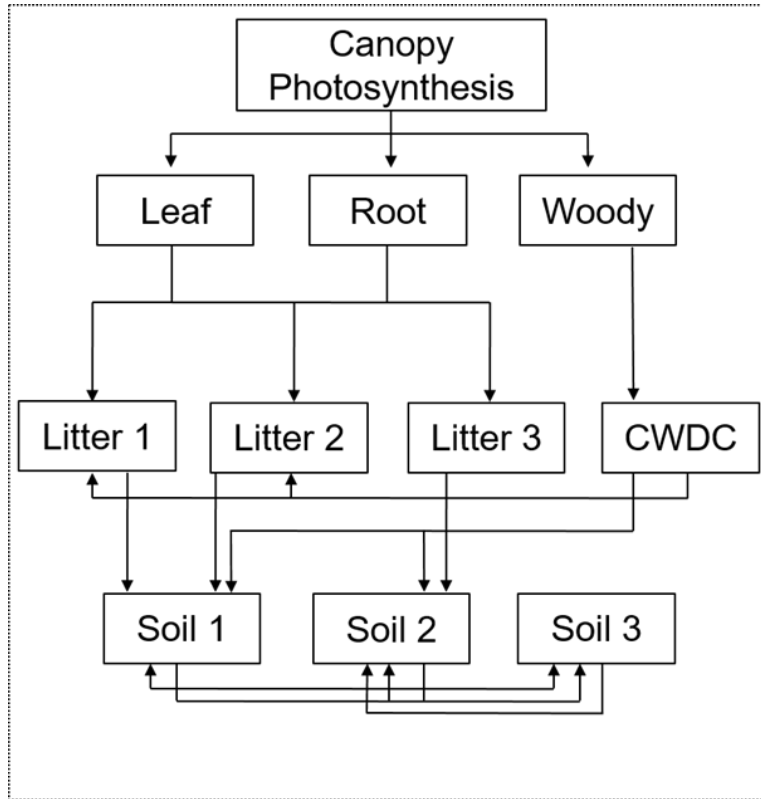 Canopy
Photosynthesis
Leaf
Root
Woody
Litter 1
Litter 2
Litter 3
CWDC
Soil 1
Soil 2
Soil 3